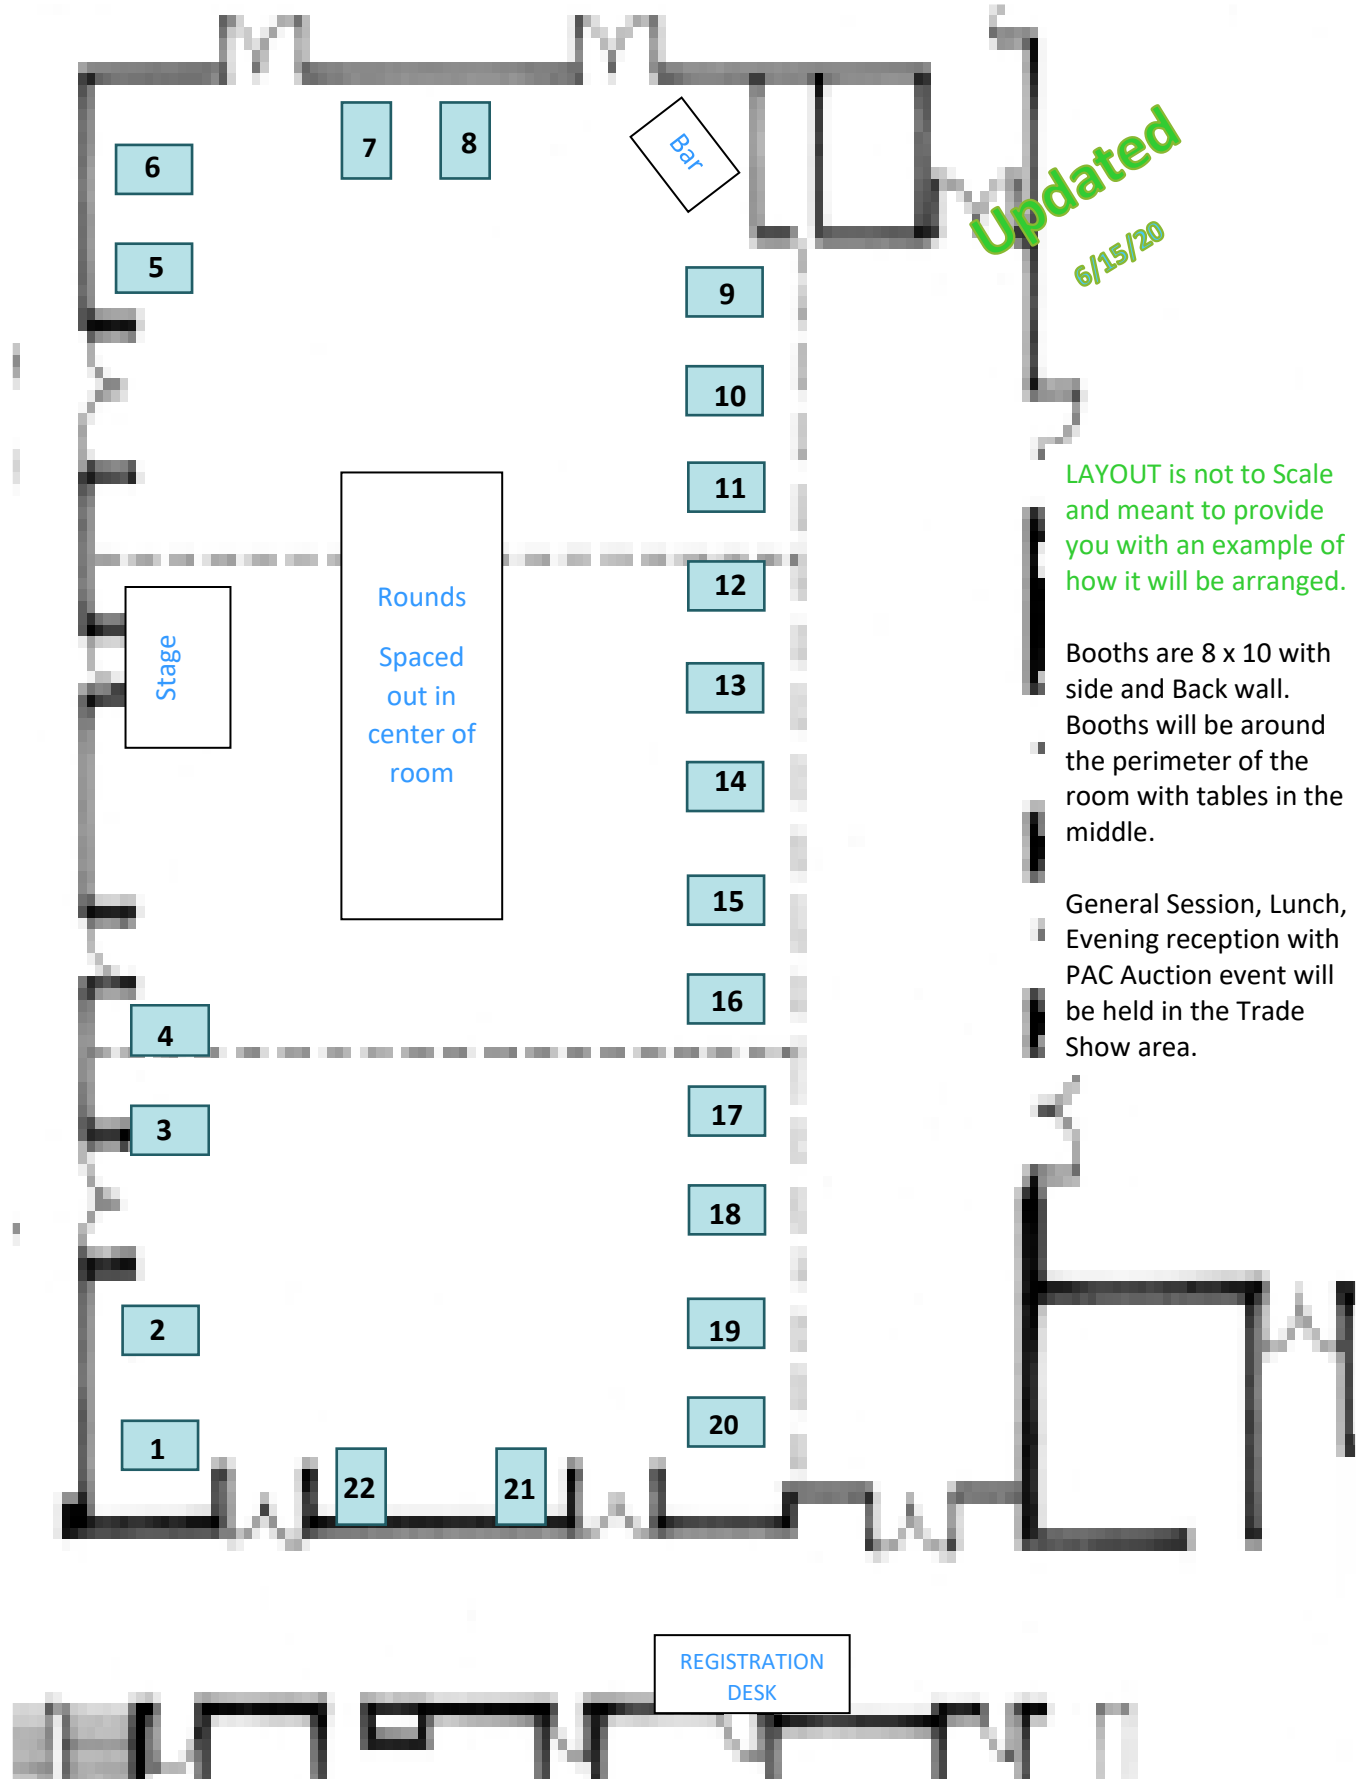 7
8
Bar
6
Updated
6/15/20
5
9
10
11
LAYOUT is not to Scale
and meant to provide
you with an example of
how it will be arranged.
12
Rounds
Spaced
out in
center of
room
Stage
13
14
Booths are 8 x 10 with
side and Back wall.
Booths will be around
the perimeter of the
room with tables in the
middle.
15
General Session, Lunch,
Evening reception with
PAC Auction event will
be held in the Trade
Show area.
16
4
3
17
18
2
19
1
20
22
21
REGISTRATION
DESK